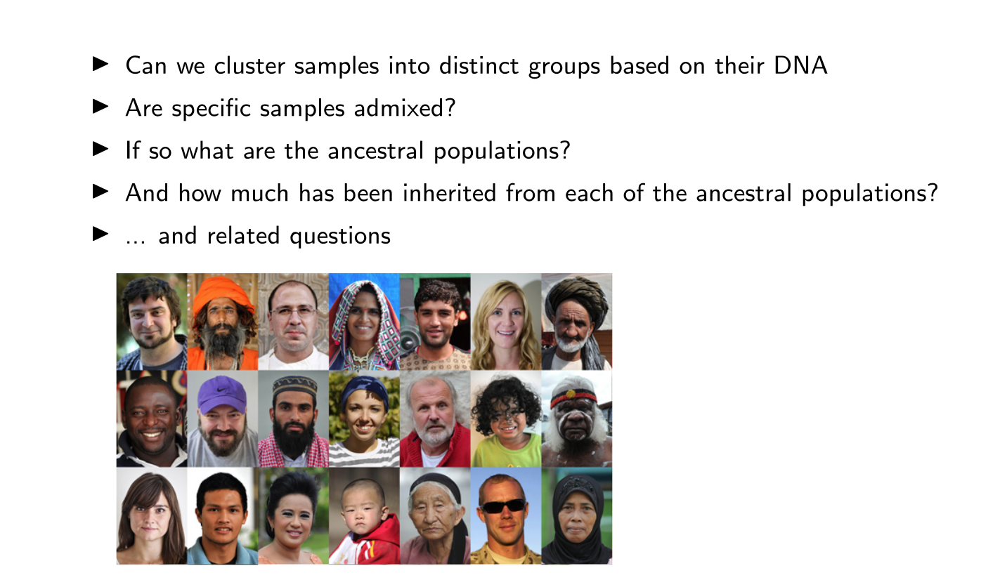 ▶ Can we cluster samples into distinct groups based on their DNA
▶ Are specific samples admixed?
▶ If so what are the ancestral populations?
▶ And how much has been inherited from each of the ancestral populations?
▶ ... and related questions